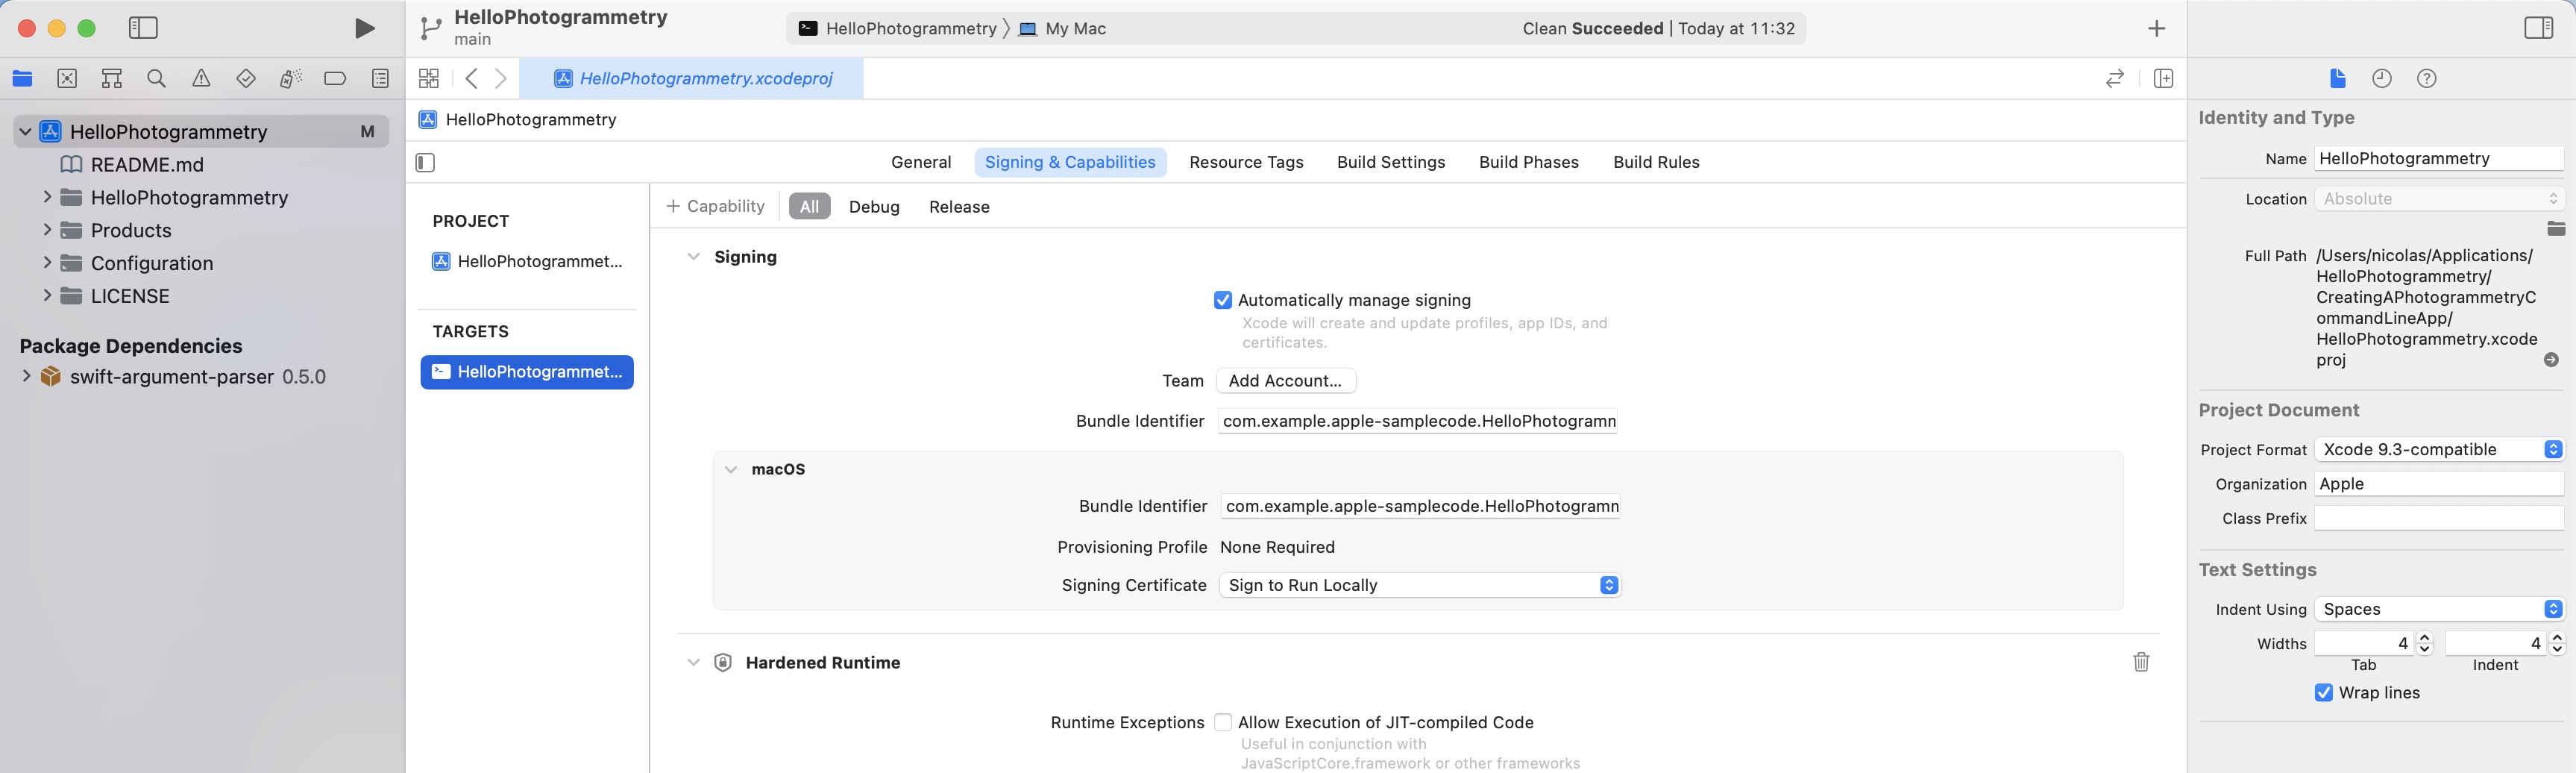 HelloPhotogrammetry
main
HelloPhotogrammetry
My Mac
Clean Succeeded | Today at 11:32
HelloPhotogrammetry.xcodeproj
HelloPhotogrammetry M
README.md
HelloPhotogrammetry
Products
Configuration
LICENSE
Package Dependencies
swift-argument-parser 0.5.0
HelloPhotogrammetry
General Signing & Capabilities Resource Tags Build Settings Build Phases Build Rules
PROJECT
HelloPhotogrammet...
TARGETS
HelloPhotogrammet...
+ Capability All Debug Release
Signing
Automatically manage signing
Xcode will create and update profiles, app IDs, and
certificates.
Team Add Account...
Bundle Identifier com.example.apple-samplecode.HelloPhotogramm
macOS
Bundle Identifier com.example.apple-samplecode.HelloPhotogramm
Provisioning Profile None Required
Signing Certificate Sign to Run Locally
Hardened Runtime
Runtime Exceptions Allow Execution of JIT-compiled Code
Useful in conjunction with
JavaScriptCore.framework or other frameworks
Identity and Type
Name HelloPhotogrammetry
Location Absolute
Full Path /Users/nicolas/Applications/
HelloPhotogrammetry/
CreatingAPhotogrammetryC
ommandLineApp/
HelloPhotogrammetry.xcode
proj
Project Document
Project Format Xcode 9.3-compatible
Organization Apple
Class Prefix
Text Settings
Indent Using Spaces
Widths 4 4
Tab Indent
Wrap lines